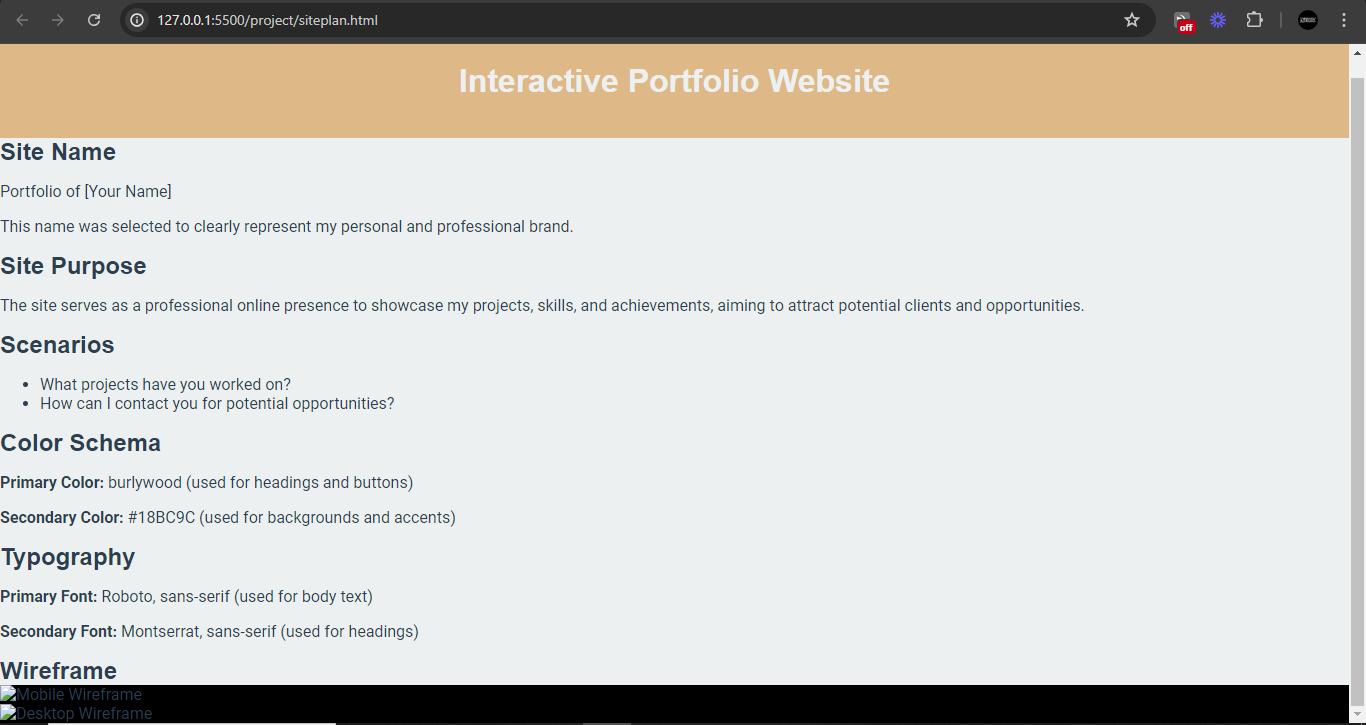 127.0.0.1:5500/project/siteplan.html
off
Interactive Portfolio Website
Site Name
Portfolio of [Your Name]
This name was selected to clearly represent my personal and professional brand.
Site Purpose
The site serves as a professional online presence to showcase my projects, skills, and achievements, aiming to attract potential clients and opportunities.
Scenarios
• What projects have you worked on?
• How can I contact you for potential opportunities?
Color Schema
Primary Color: burlywood (used for headings and buttons)
Secondary Color: #18BC9C (used for backgrounds and accents)
Typography
Primary Font: Roboto, sans-serif (used for body text)
Secondary Font: Montserrat, sans-serif (used for headings)
Wireframe
Mobile Wireframe
Desktop Wireframe